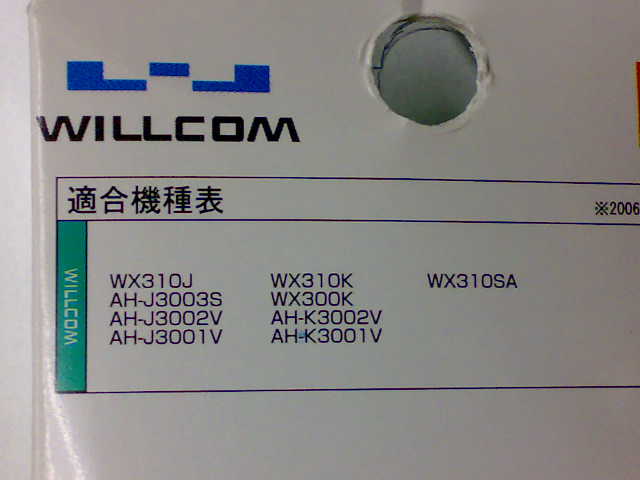 WILLCOM
適合機種表
※2006
WILLCOM
WX310J WX310K WX310SA
AH-J3003S WX300K
AH-J3002V AH-K3002V
AH-J3001V AH-K3001V